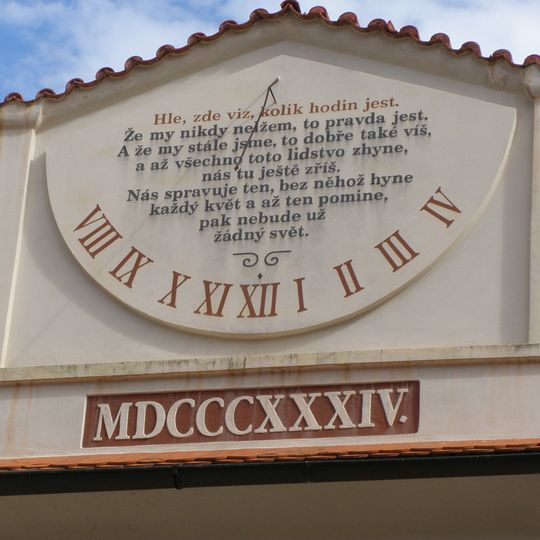 Hle, zde viz, kolik hodin jest.
Že my nikdy nelžem, to pravda jest.
A že my stále jsme, to dobře také víš,
a až všechno toto lidstvo zhyne,
nás tu ještě zříš.
Nás spravuje ten, bez něhož hyne
každý květ a až ten pomine,
pak nebude už
žádný svět.
VIII IX X XI XII I II III IV
MDCCCXXXIV.